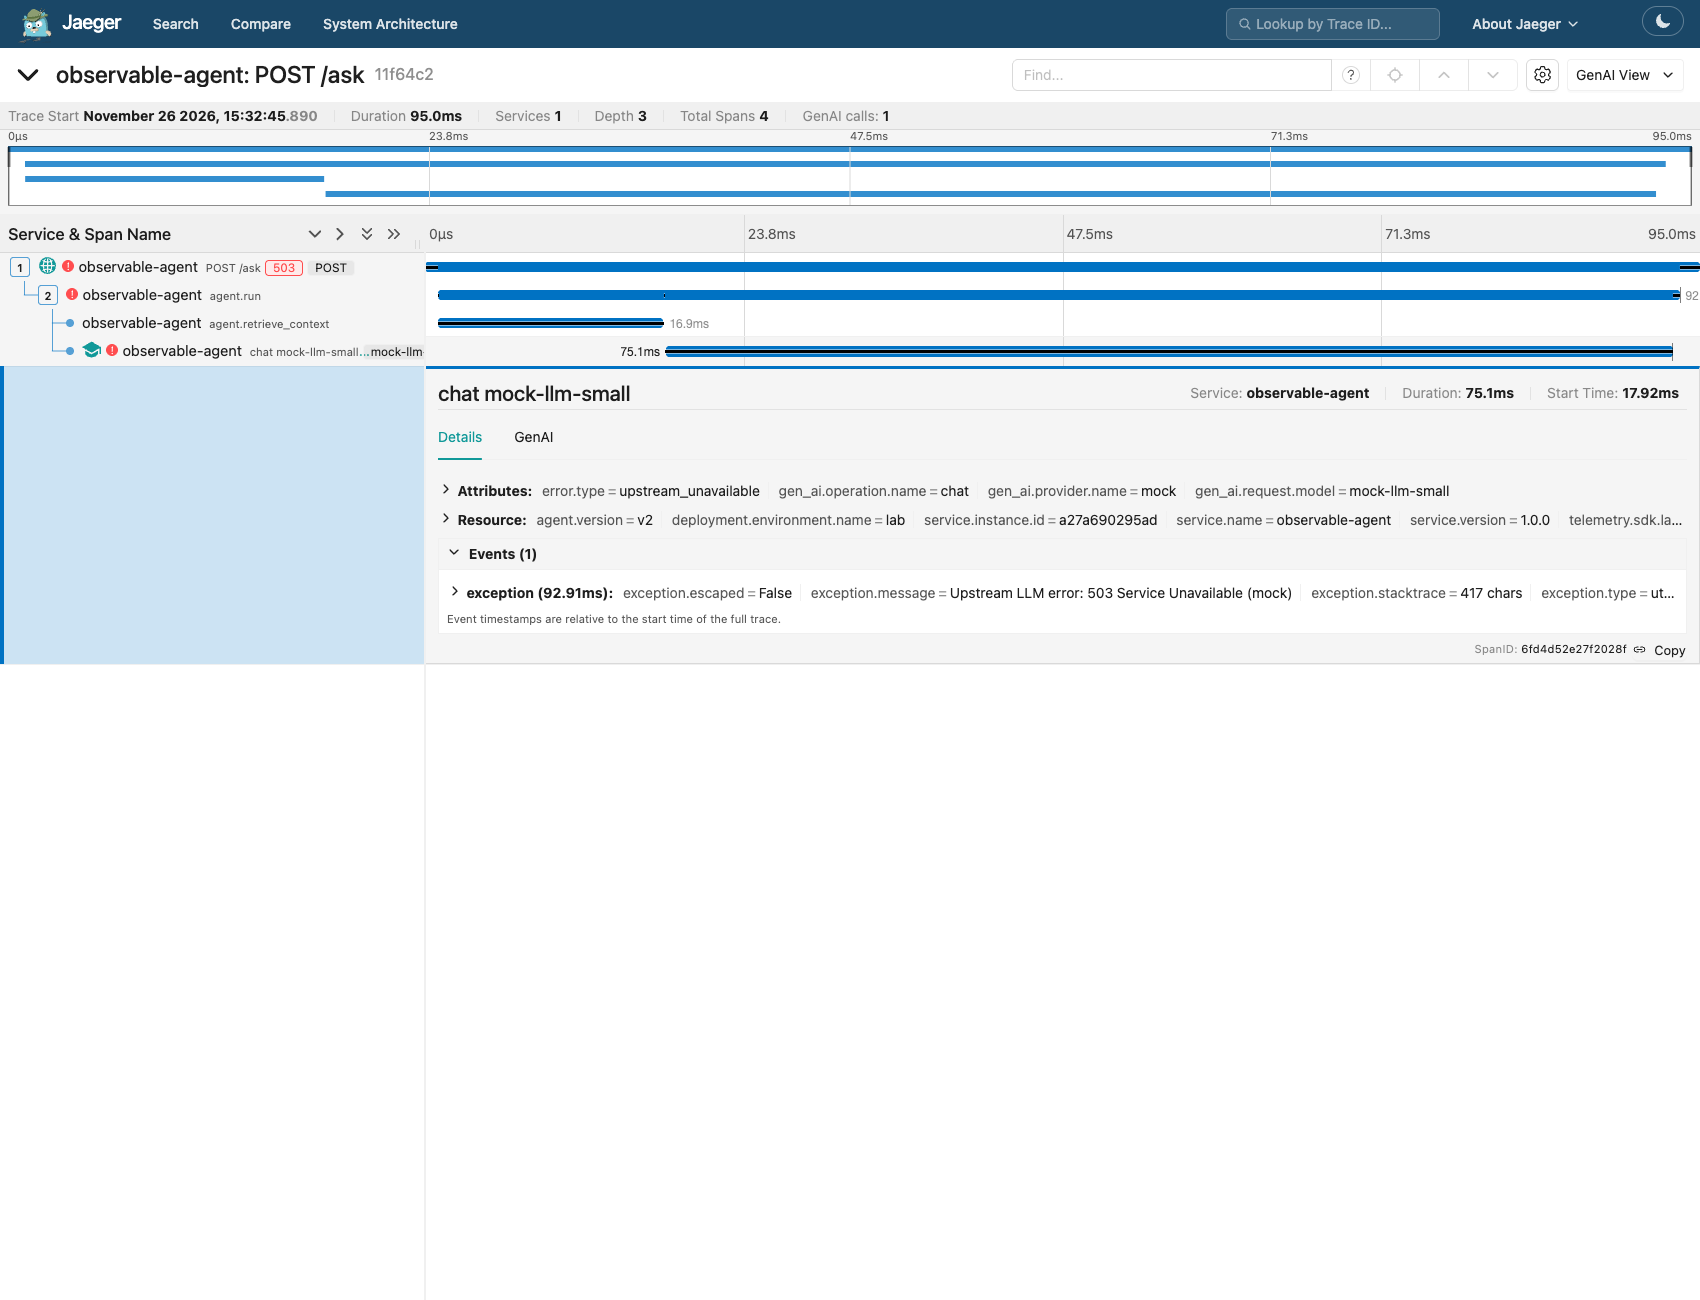 Jaeger Search Compare System Architecture Lookup by Trace ID... About Jaeger
observable-agent: POST /ask 11f64c2 Find... ? GenAI View
Trace Start November 26 2026, 15:32:45.890 Duration 95.0ms Services 1 Depth 3 Total Spans 4 GenAI calls: 1
0μs 23.8ms 47.5ms 71.3ms 95.0ms
Service & Span Name 0μs 23.8ms 47.5ms 71.3ms 95.0ms
1 observable-agent POST /ask 503 POST
2 observable-agent agent.run 92
observable-agent agent.retrieve_context 16.9ms
observable-agent chat mock-llm-small... mock-llm 75.1ms
chat mock-llm-small Service: observable-agent Duration: 75.1ms Start Time: 17.92ms
Details GenAI
Attributes: error.type = upstream_unavailable gen_ai.operation.name = chat gen_ai.provider.name = mock gen_ai.request.model = mock-llm-small
Resource: agent.version = v2 deployment.environment.name = lab service.instance.id = a27a690295ad service.name = observable-agent service.version = 1.0.0 telemetry.sdk.la...
Events (1)
exception (92.91ms): exception.escaped = False exception.message = Upstream LLM error: 503 Service Unavailable (mock) exception.stacktrace = 417 chars exception.type = ut...
Event timestamps are relative to the start time of the full trace.
SpanID: 6fd4d52e27f2028f Copy